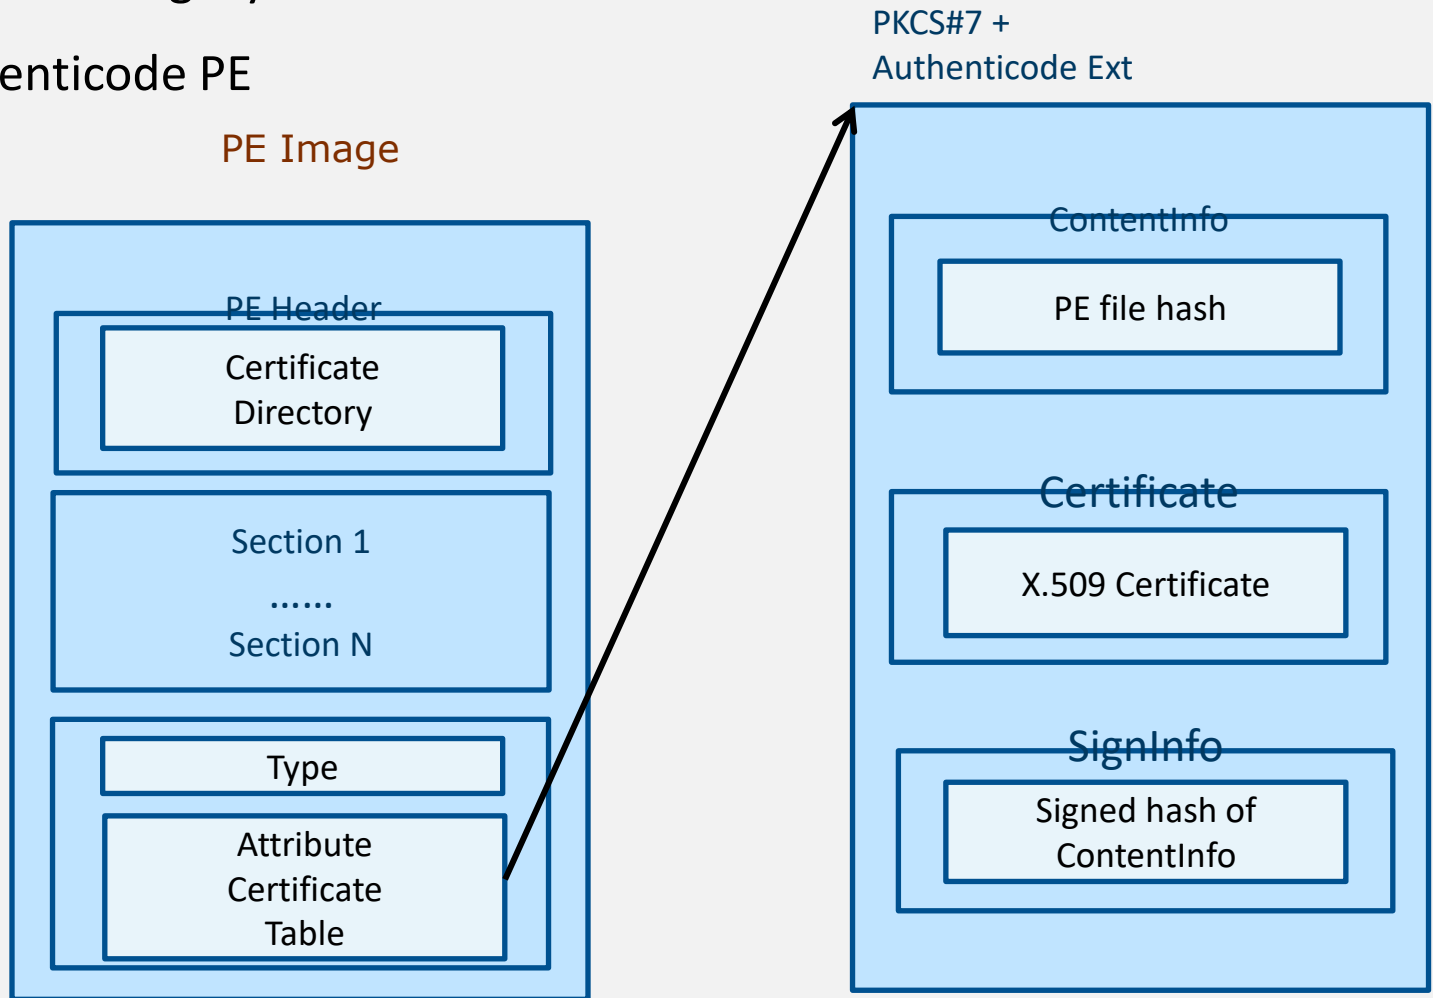 enticode PE
PE Image
PE Header
Certificate
Directory
Section 1
......
Section N
Type
Attribute
Certificate
Table
PKCS#7 +
Authenticode Ext
ContentInfo
PE file hash
Certificate
X.509 Certificate
SignInfo
Signed hash of
ContentInfo